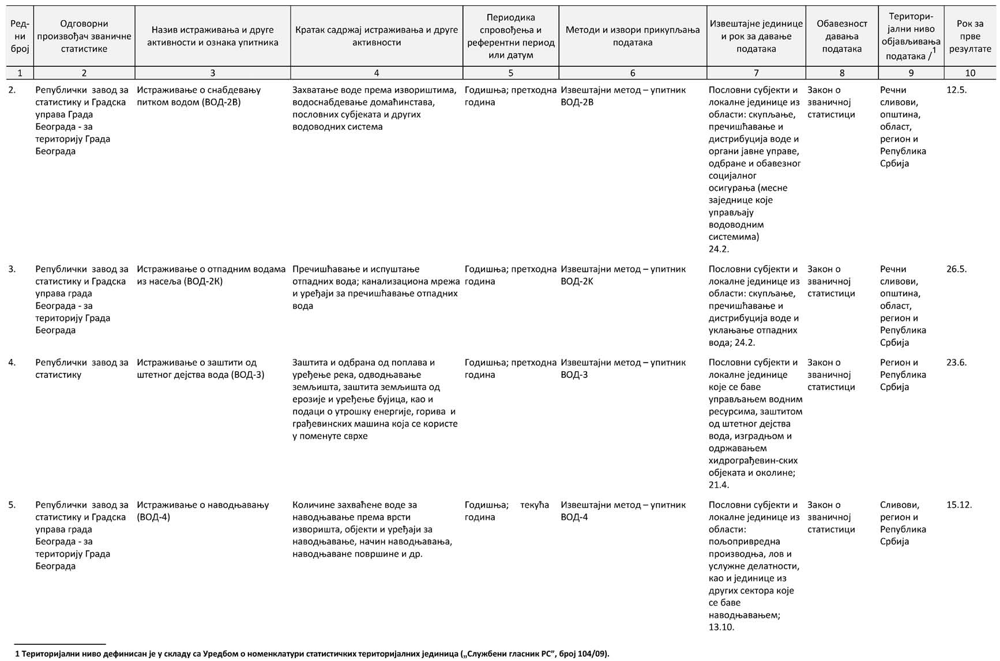 Ред-
ни
број
Одговорни
произвођач званичне
статистике
Назив истраживања и друге
активности и ознака упитника
Кратак садржај истраживања и друге
активности
Периодика
спровођења и
референтни период
или датум
Методи и извори прикупљања
података
Извештајне јединице
и рок за давање
података
Обавезност
давања
података
Територи-
јални ниво
објављивања
података /1
Рок за
прве
резултате
1 2 3 4 5 6 7 8 9 10
2.
Републички завод за
статистику и Градска
управа Града
Београда - за
територију Града
Београда
Истраживање о снабдевању
питком водом (ВОД-2В)
Захватање воде према извориштима,
водоснабдевање домаћинстава,
пословних субјеката и других
водоводних система
Годишња; претходна
година
Извештајни метод – упитник
ВОД-2В
Пословни субјекти и
локалне јединице из
области: скупљање,
пречишћавање и
дистрибуција воде и
органи јавне управе,
одбране и обавезног
социјалног
осигурања (месне
заједнице које
управљају
водоводним
системима)
24.2.
Закон о
званичној
статистици
Речни
сливови,
општина,
област,
регион и
Република
Србија
12.5.
3.
Републички завод за
статистику и Градска
управа града
Београда - за
територију Града
Београда
Истраживање о отпадним водама
из насеља (ВОД-2К)
Пречишћавање и испуштање
отпадних вода; канализациона мрежа
и уређаји за пречишћавање отпадних
вода
Годишња; претходна
година
Извештајни метод – упитник
ВОД-2К
Пословни субјекти и
локалне јединице из
области: скупљање,
пречишћавање и
дистрибуција воде и
уклањање отпадних
вода; 24.2.
Закон о
званичној
статистици
Речни
сливови,
општина,
област,
регион и
Република
Србија
26.5.
4.
Републички завод за
статистику
Истраживање о заштити од
штетног дејства вода (ВОД-3)
Заштита и одбрана од поплава и
уређење река, одводњавање
земљишта, заштита земљишта од
ерозије и уређење бујица, као и
подаци о утрошку енергије, горива и
грађевинских машина која се користе
у поменуте сврхе
Годишња; претходна
година
Извештајни метод – упитник
ВОД-3
Пословни субјекти и
локалне јединице
које се баве
управљањем водним
ресурсима, заштитом
од штетног дејства
вода, изградњом и
одржавањем
хидрограђевин-ских
објеката и околине;
21.4.
Закон о
званичној
статистици
Регион и
Република
Србија
23.6.
5.
Републички завод за
статистику и Градска
управа града
Београда - за
територију Града
Београда
Истраживање о наводњавању
(ВОД-4)
Количине захваћене воде за
наводњавање према врсти
изворишта, објекти и уређаји за
наводњавање, начин наводњавања,
наводњаване површине и др.
Годишња; текућа
година
Извештајни метод – упитник
ВОД-4
Пословни субјекти и
локалне јединице из
области:
пољопривредна
производња, лов и
услужне делатности,
као и јединице из
других сектора које
се баве
наводњавањем;
13.10.
Закон о
званичној
статистици
Сливови,
регион и
Република
Србија
15.12.
1 Територијални ниво дефинисан је у складу са Уредбом о номенклатури статистичких територијалних јединица („Службени гласник РС”, број 104/09).